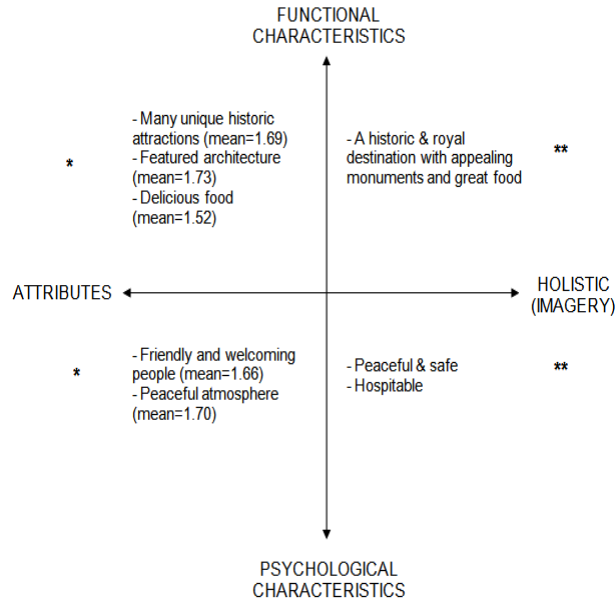 FUNCTIONAL
CHARACTERISTICS
- Many unique historic
attractions (mean=1.69)
- Featured architecture
(mean=1.73)
- Delicious food
(mean=1.52)
*
- A historic & royal
destination with appealing
monuments and great food
**
ATTRIBUTES
HOLISTIC
(IMAGERY)
- Friendly and welcoming
people (mean=1.66)
- Peaceful atmosphere
(mean=1.70)
*
- Peaceful & safe
- Hospitable
**
PSYCHOLOGICAL
CHARACTERISTICS